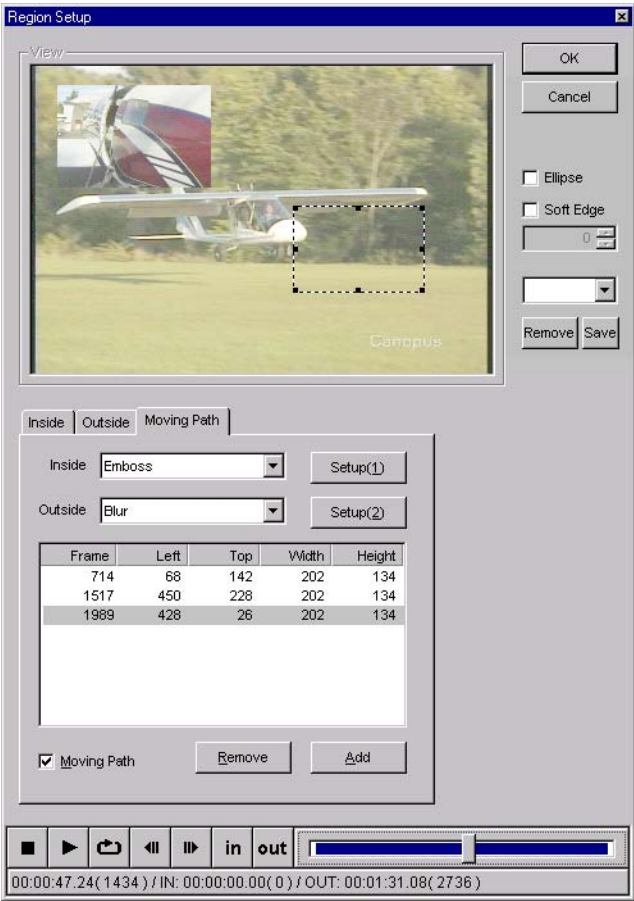 Region Setup
View
OK
Cancel
Ellipse
Soft Edge
0
Canopus
Remove Save
Inside Outside Moving Path
Inside Emboss Setup(1)
Outside Blur Setup(2)
Frame Left Top Width Height
714 68 142 202 134
1517 450 228 202 134
1989 428 26 202 134
Moving Path Remove Add
in out
00:00:47.24( 1434 ) / IN: 00:00:00.00( 0 ) / OUT: 00:01:31.08( 2736 )